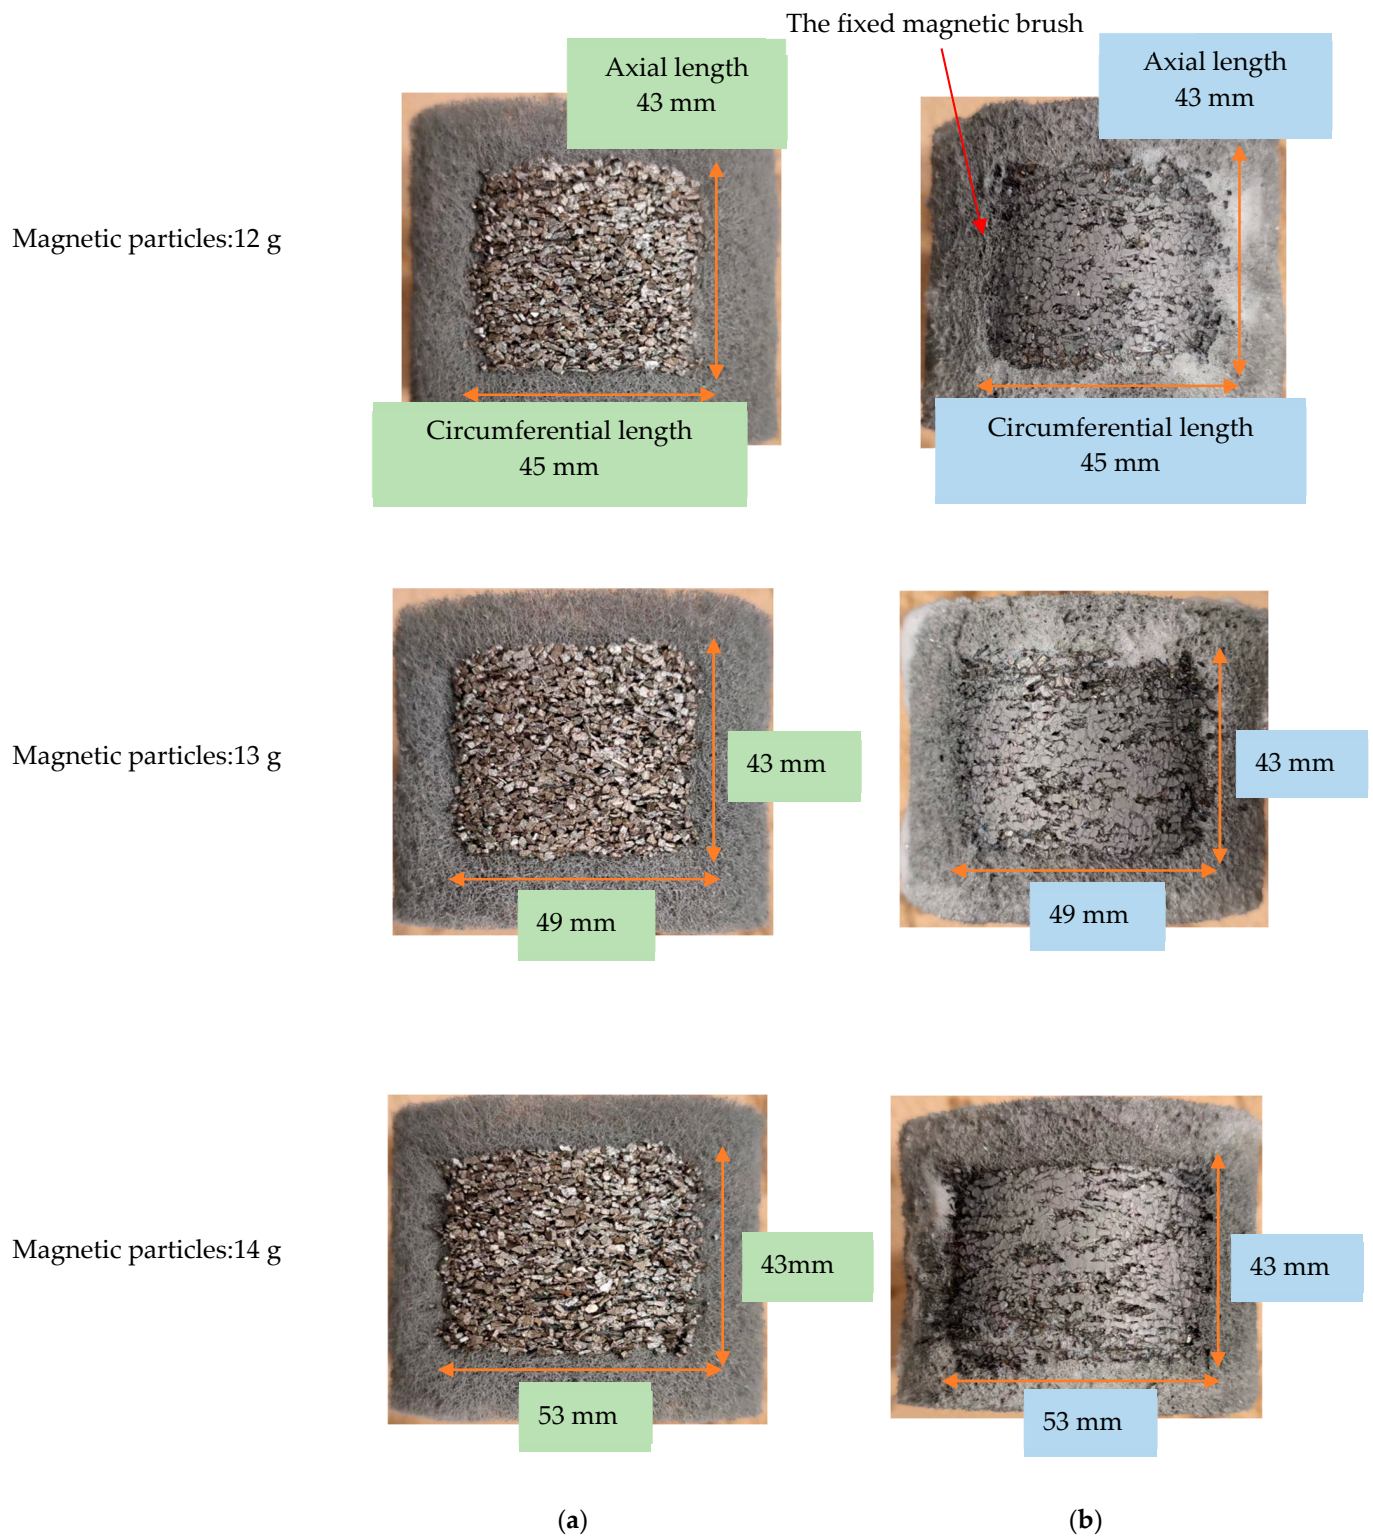 The fixed magnetic brush
Axial length
43 mm
Axial length
43 mm
Magnetic particles:12 g
Circumferential length
45 mm
Circumferential length
45 mm
Magnetic particles:13 g
43 mm
43 mm
49 mm
49 mm
Magnetic particles:14 g
43mm
43 mm
53 mm
53 mm
(a)
(b)